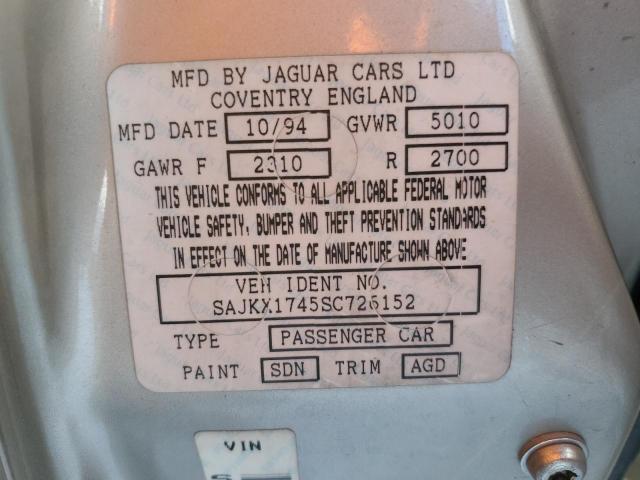 MFD BY JAGUAR CARS LTD
COVENTRY ENGLAND
MFD DATE 10/94 GVWR 5010
GAWR F 2310 R 2700
THIS VEHICLE CONFORMS TO ALL APPLICABLE FEDERAL MOTOR
VEHICLE SAFETY, BUMPER AND THEFT PREVENTION STANDARDS
IN EFFECT ON THE DATE OF MANUFACTURE SHOWN ABOVE
VEH IDENT NO.
SAJKX1745SC726152
TYPE PASSENGER CAR
PAINT SDN TRIM AGD
VIN